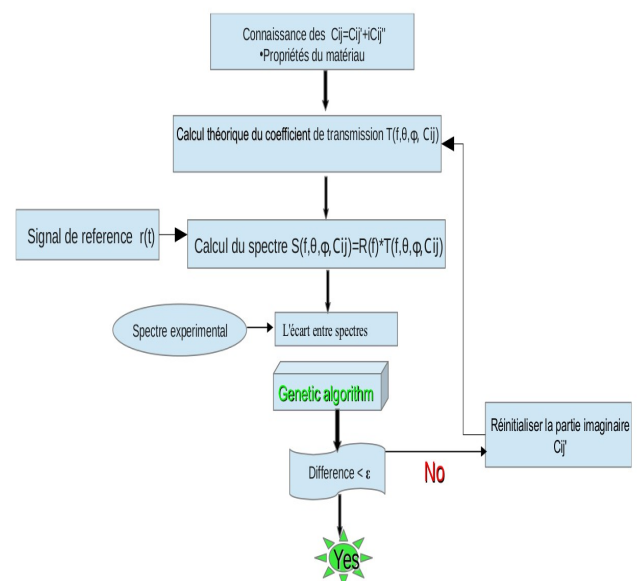 Connaissance des Cij=Cij'+iCij"
•Propriétés du matériau
Calcul théorique du coefficient de transmission T(f,θ,φ, Cij)
Signal de reference r(t)
Calcul du spectre S(f,θ,φ,Cij)=R(f)*T(f,θ,φ,Cij)
Spectre experimental
L'écart entre spectres
Genetic algorithm
Réinitialiser la partie imaginaire
Cij'
Difference < ε
No
Yes